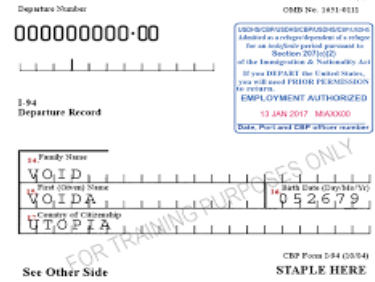 Departure Number
OMB No. 1651-0111
000000000-00
USDHS/CBP/USDHS/CBP/USDHS/CBP/USDHS
Admitted as a refugee/dependent of a refugee
for an indefinite period pursuant to
Section 207(c)(2)
of the Immigration & Nationality Act
If you DEPART the United States,
you will need PRIOR PERMISSION
to return.
EMPLOYMENT AUTHORIZED
13 JAN 2017 MIAXX00
Date, Port and CBP officer number
I-94
Departure Record
14. Family Name
VOID
15. First (Given) Name
VOIDA
16. Birth Date (Day/Mo/Yr)
052679
17. Country of Citizenship
UTOPIA
FOR TRAINING PURPOSES ONLY
CBP Form I-94 (10/04)
See Other Side
STAPLE HERE